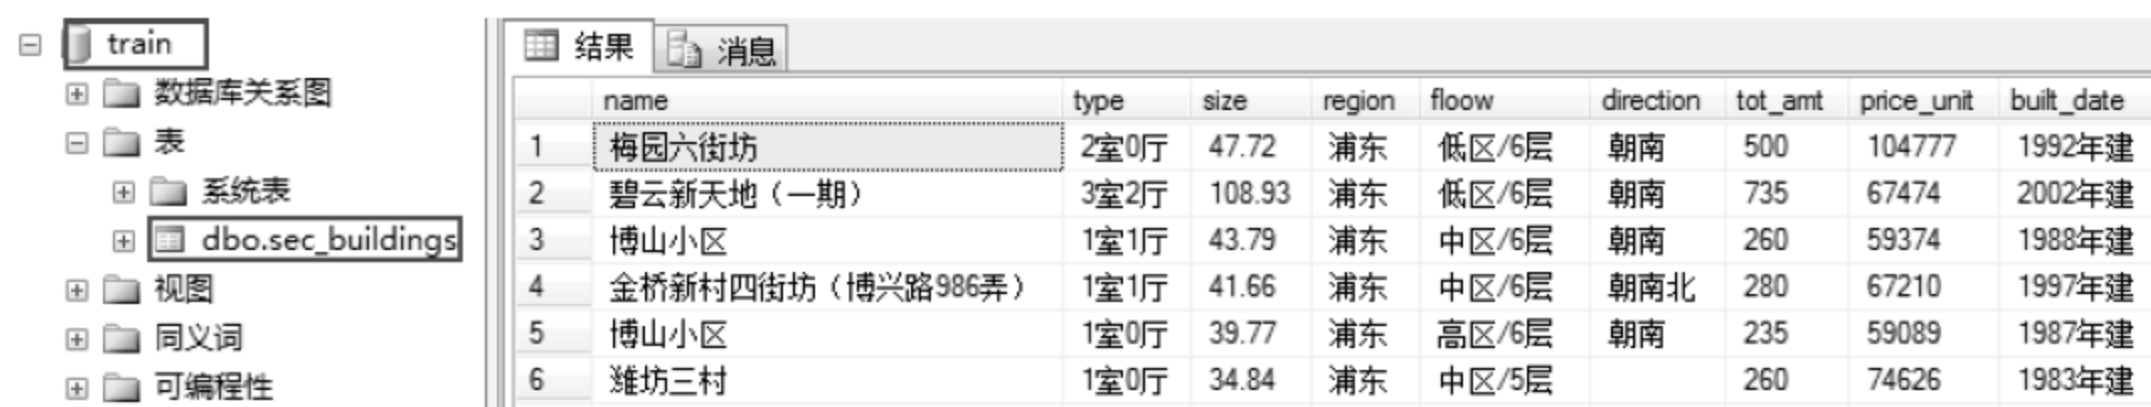 train
数据库关系图
表
系统表
dbo.sec_buildings
视图
同义词
可编程性
结果 消息
name type size region floow direction tot_amt price_unit built_date
1 梅园六街坊 2室0厅 47.72 浦东 低区/6层 朝南 500 104777 1992年建
2 碧云新天地（一期） 3室2厅 108.93 浦东 低区/6层 朝南 735 67474 2002年建
3 博山小区 1室1厅 43.79 浦东 中区/6层 朝南 260 59374 1988年建
4 金桥新村四街坊（博兴路986弄） 1室1厅 41.66 浦东 中区/6层 朝南北 280 67210 1997年建
5 博山小区 1室0厅 39.77 浦东 高区/6层 朝南 235 59089 1987年建
6 潍坊三村 1室0厅 34.84 浦东 中区/5层 260 74626 1983年建